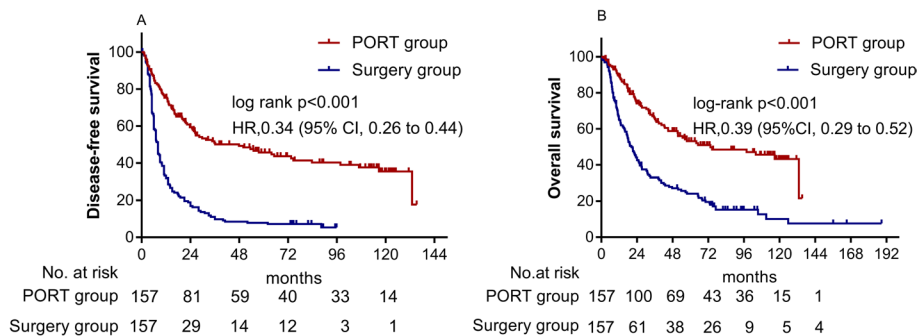 A
Disease-free survival
100
80
60
40
20
0
PORT group
Surgery group
log rank p<0.001
HR,0.34 (95% CI, 0.26 to 0.44)
0 24 48 72 96 120 144
months
No. at risk
PORT group 157 81 59 40 33 14
Surgery group 157 29 14 12 3 1
B
Overall survival
100
80
60
40
20
0
PORT group
Surgery group
log-rank p<0.001
HR,0.39 (95%CI, 0.29 to 0.52)
0 24 48 72 96 120 144 168 192
months
No.at risk
PORT group 157 100 69 43 36 15 1
Surgery group 157 61 38 26 9 5 4